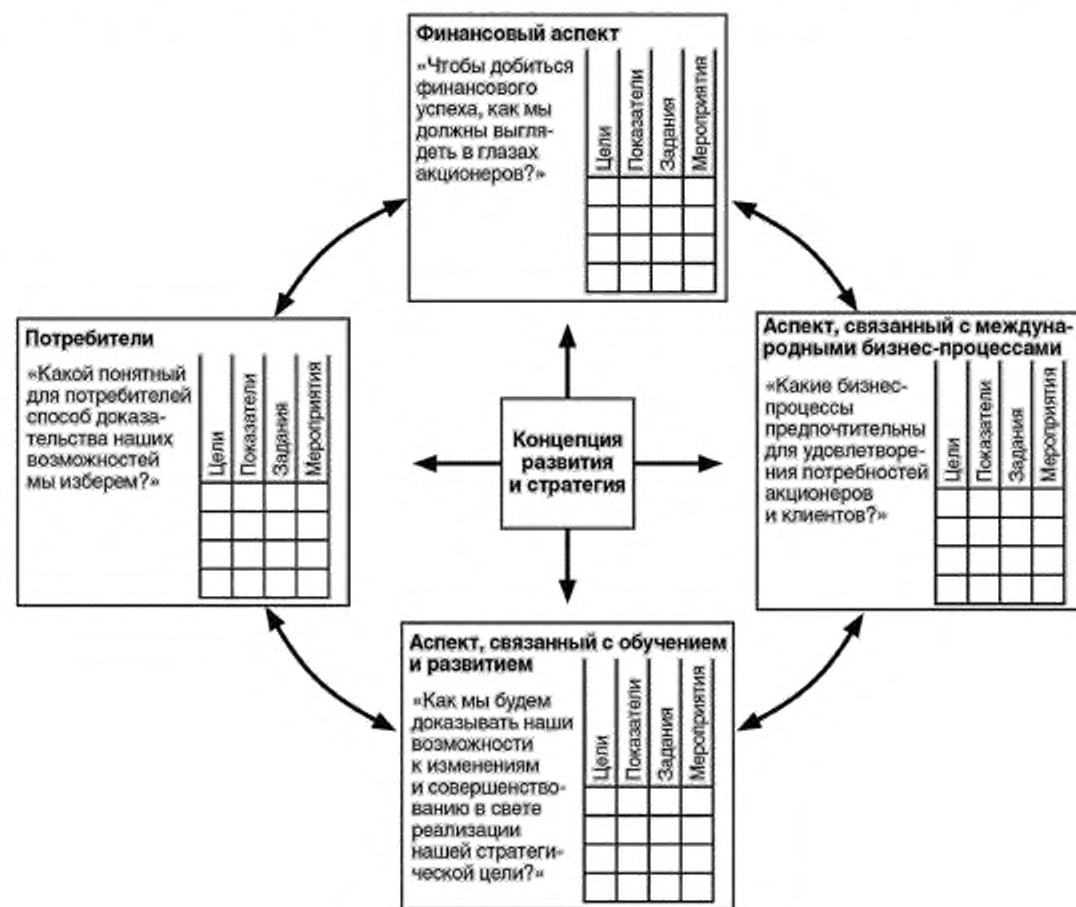 Финансовый аспект
«Чтобы добиться
финансового
успеха, как мы
должны выгля-
деть в глазах
акционеров?»
Цели
Показатели
Задания
Мероприятия
Потребители
«Какой понятный
для потребителей
способ доказа-
тельства наших
возможностей
мы изберем?»
Цели
Показатели
Задания
Мероприятия
Концепция
развития
и стратегия
Аспект, связанный с междуна-
родными бизнес-процессами
«Какие бизнес-
процессы
предпочтительны
для удовлетворе-
ния потребностей
акционеров
и клиентов?»
Цели
Показатели
Задания
Мероприятия
Аспект, связанный с обучением
и развитием
«Как мы будем
доказывать наши
возможности
к изменениям
и совершенство-
ванию в свете
реализации
нашей стратеги-
ческой цели?»
Цели
Показатели
Задания
Мероприятия